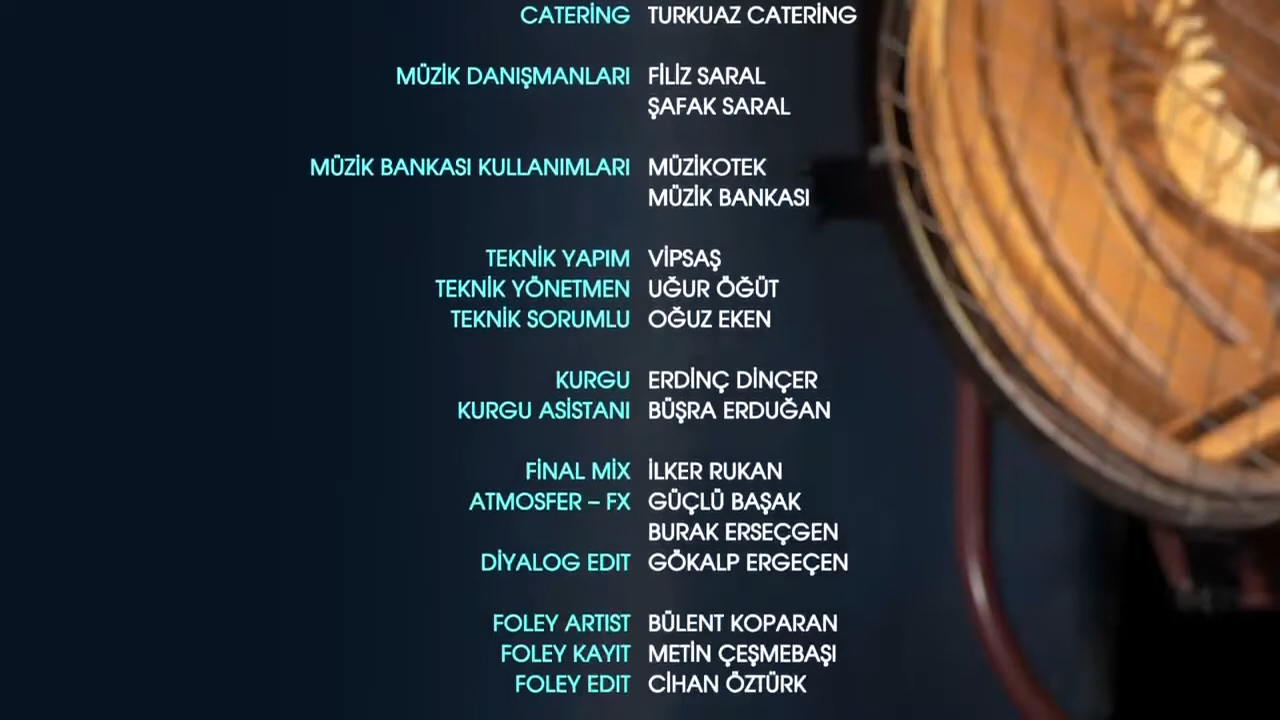 CATERİNG TURKUAZ CATERİNG
MÜZİK DANIŞMANLARI FİLİZ SARAL
ŞAFAK SARAL
MÜZİK BANKASI KULLANIMLARI MÜZİKOTEK
MÜZİK BANKASI
TEKNİK YAPIM VİPSAŞ
TEKNİK YÖNETMEN UĞUR ÖĞÜT
TEKNİK SORUMLU OĞUZ EKEN
KURGU ERDİNÇ DİNÇER
KURGU ASİSTANI BÜŞRA ERDUĞAN
FİNAL MİX İLKER RUKAN
ATMOSFER – FX GÜÇLÜ BAŞAK
BURAK ERSEÇGEN
DİYALOG EDIT GÖKALP ERGEÇEN
FOLEY ARTIST BÜLENT KOPARAN
FOLEY KAYIT METİN ÇEŞMEBAŞI
FOLEY EDIT CİHAN ÖZTÜRK